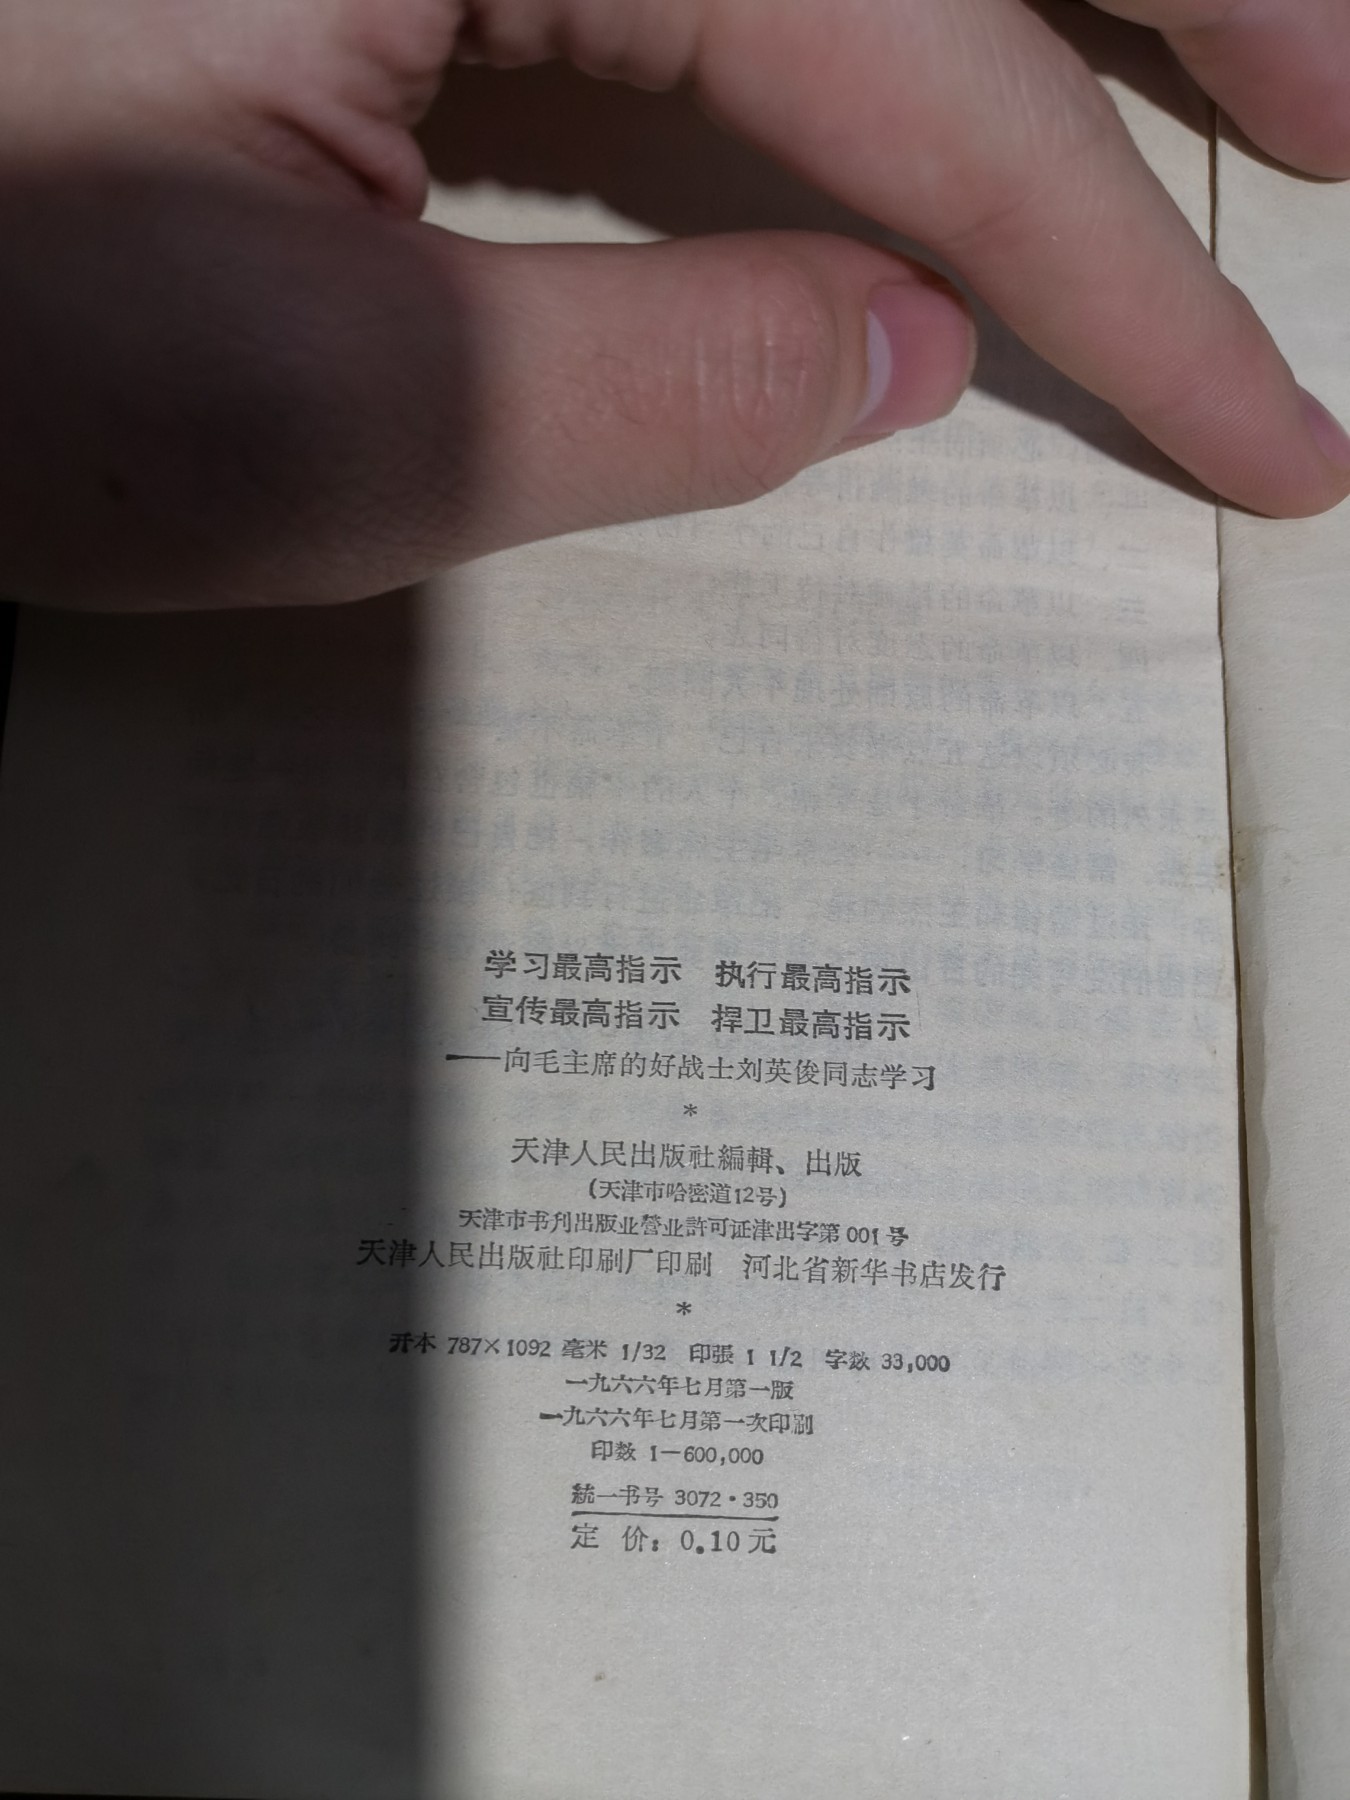 学习最高指示 执行最高指示
宣传最高指示 捍卫最高指示
——向毛主席的好战士刘英俊同志学习
*
天津人民出版社編輯、出版
(天津市哈密道12号)
天津市书刋出版业营业許可证津出字第001号
天津人民出版社印刷厂印刷 河北省新华书店发行
*
开本 787×1092 毫米 1/32 印張 1 1/2 字数 33,000
一九六六年七月第一版
一九六六年七月第一次印刷
印数 1—600,000
統一书号 3072·350
定 价：0.10元